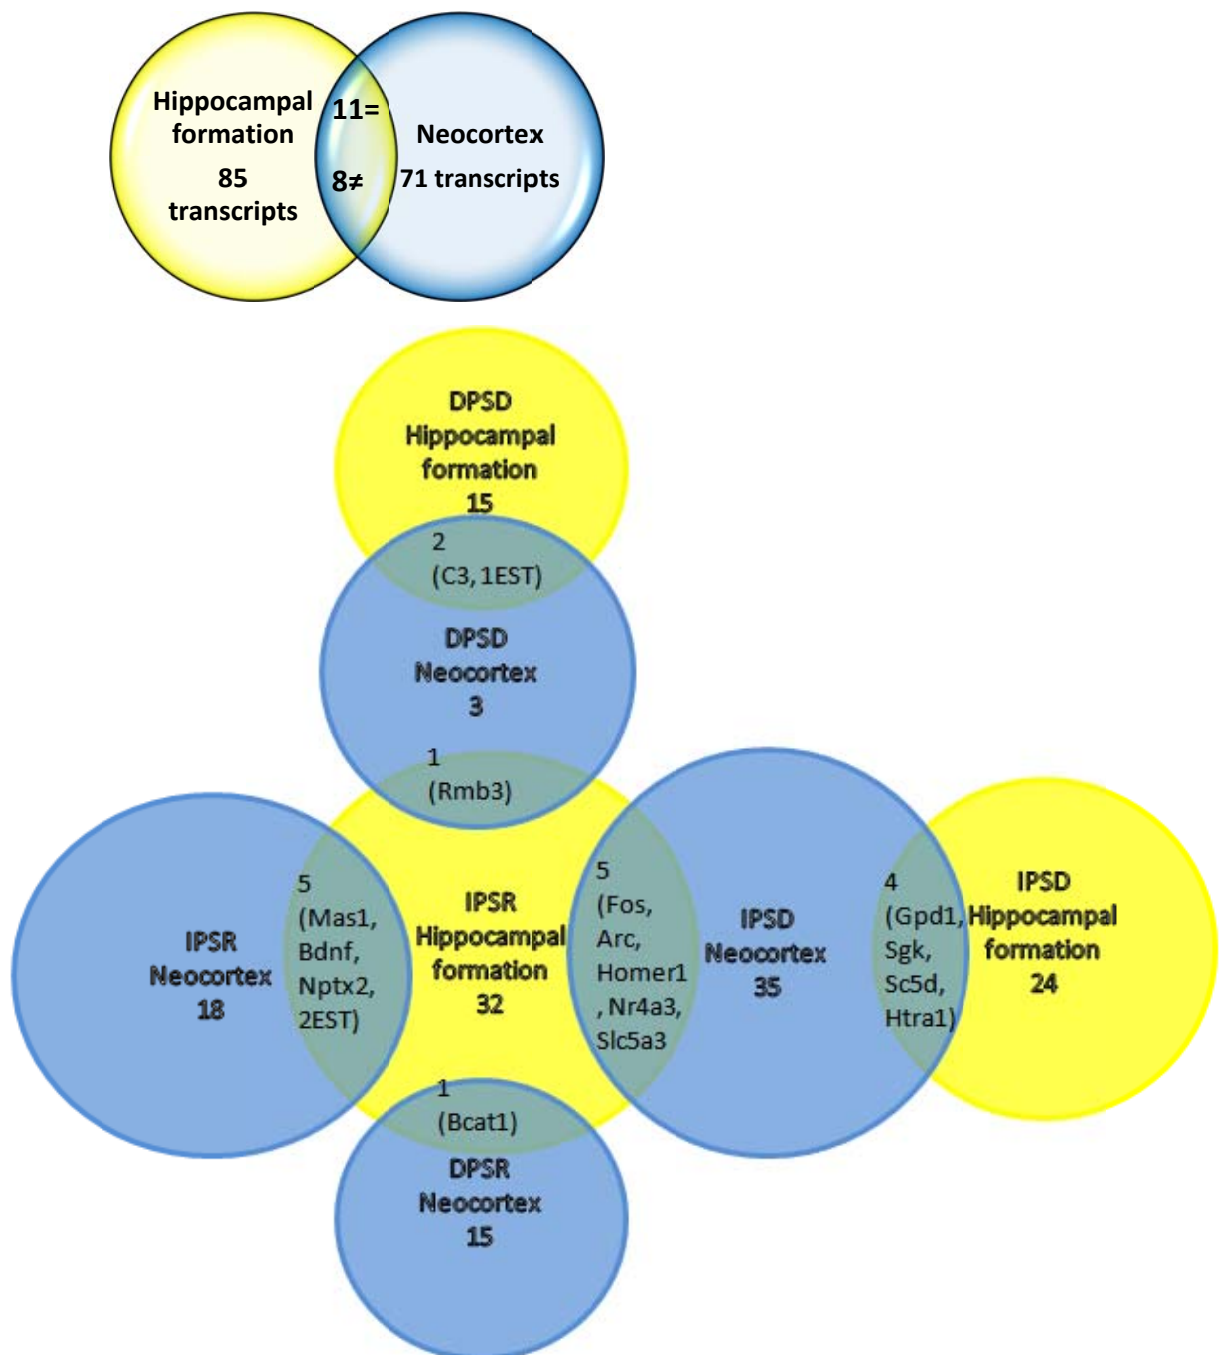 Hippocampal
formation
85
transcripts
11=
8≠
Neocortex
71 transcripts
DPSD
Hippocampal
formation
15
2
(C3, 1EST)
DPSD
Neocortex
3
1
(Rmb3)
IPSR
Neocortex
18
5
(Mas1,
Bdnf,
Nptx2,
2EST)
IPSR
Hippocampal
formation
32
5
(Fos,
Arc,
Homer1
, Nr4a3,
Slc5a3
IPSD
Neocortex
35
4
(Gpd1,
Sgk,
Sc5d,
Htra1)
IPSD
Hippocampal
formation
24
1
(Bcat1)
DPSR
Neocortex
15